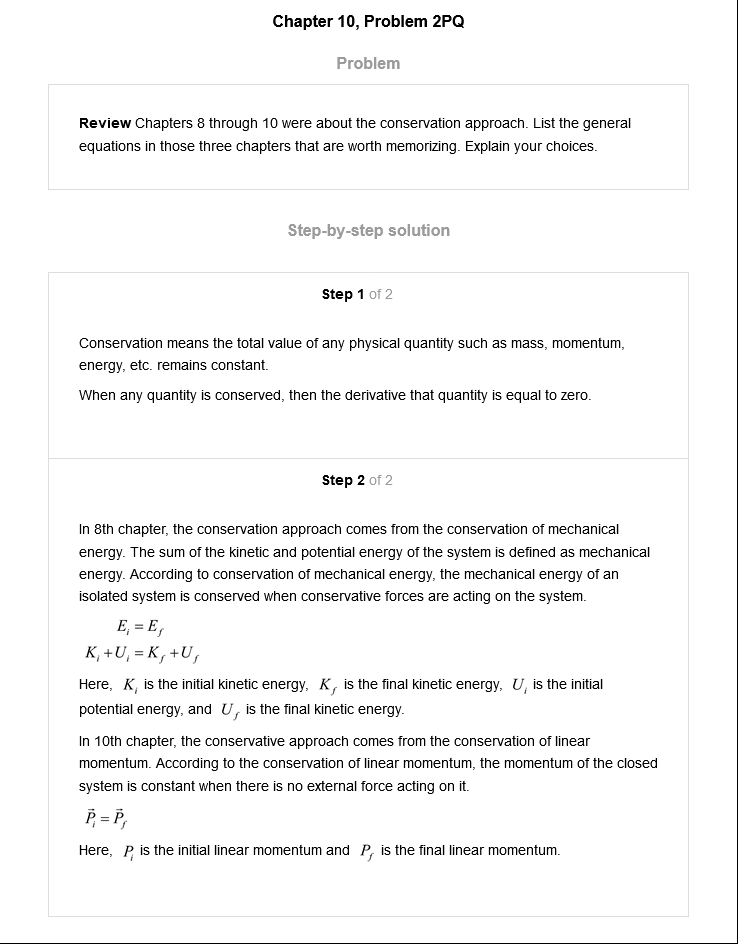 Chapter 10, Problem 2PQ
Problem
Review Chapters 8 through 10 were about the conservation approach. List the general
equations in those three chapters that are worth memorizing. Explain your choices.
Step-by-step solution
Step 1 of 2
Conservation means the total value of any physical quantity such as mass, momentum,
energy, etc. remains constant.
When any quantity is conserved, then the derivative that quantity is equal to zero.
Step 2 of 2
In 8th chapter, the conservation approach comes from the conservation of mechanical
energy. The sum of the kinetic and potential energy of the system is defined as mechanical
energy. According to conservation of mechanical energy, the mechanical energy of an
isolated system is conserved when conservative forces are acting on the system.
E_i = E_f
K_i + U_i = K_f + U_f
Here, K_i is the initial kinetic energy, K_f is the final kinetic energy, U_i is the initial
potential energy, and U_f is the final kinetic energy.
In 10th chapter, the conservative approach comes from the conservation of linear
momentum. According to the conservation of linear momentum, the momentum of the closed
system is constant when there is no external force acting on it.
P⃗_i = P⃗_f
Here, P_i is the initial linear momentum and P_f is the final linear momentum.